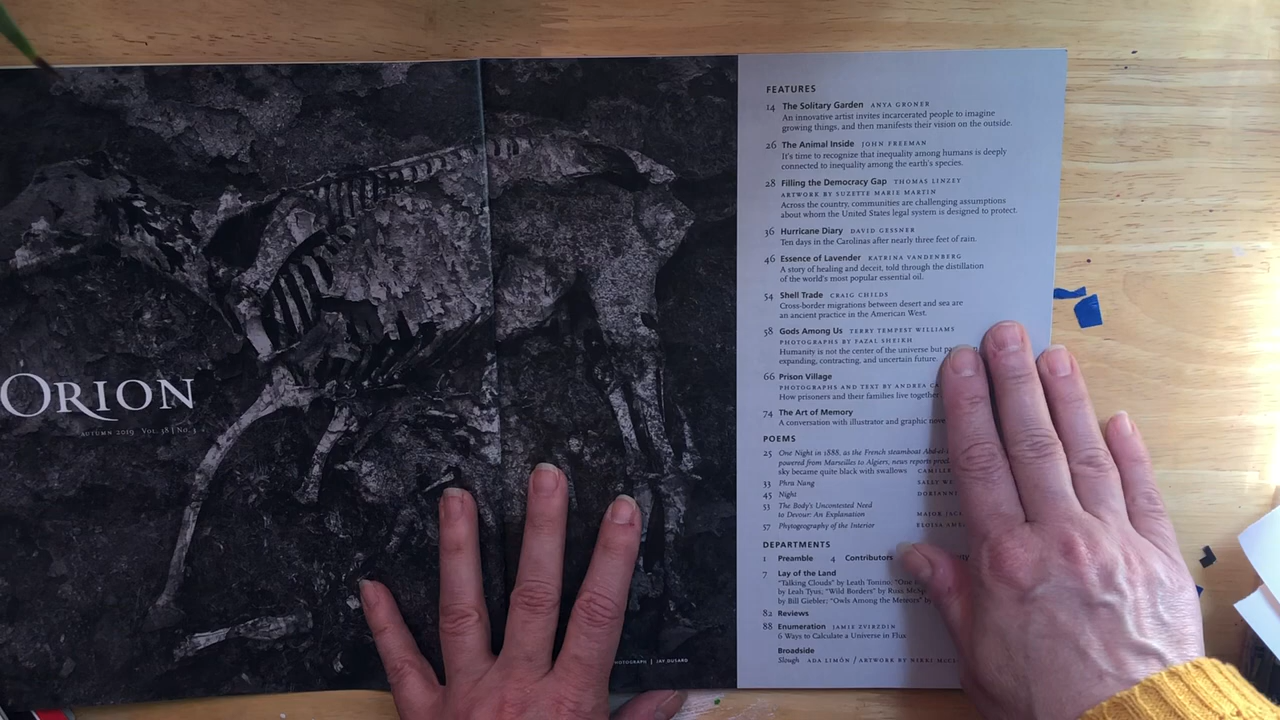 ORION
AUTUMN 2019 VOL. 38 | NO. 3
PHOTOGRAPH | JAY DUSARD
FEATURES
14 The Solitary Garden ANYA GRONER
An innovative artist invites incarcerated people to imagine
growing things, and then manifests their vision on the outside.
26 The Animal Inside JOHN FREEMAN
It's time to recognize that inequality among humans is deeply
connected to inequality among the earth's species.
28 Filling the Democracy Gap THOMAS LINZEY
ARTWORK BY SUZETTE MARIE MARTIN
Across the country, communities are challenging assumptions
about whom the United States legal system is designed to protect.
36 Hurricane Diary DAVID GESSNER
Ten days in the Carolinas after nearly three feet of rain.
46 Essence of Lavender KATRINA VANDENBERG
A story of healing and deceit, told through the distillation
of the world's most popular essential oil.
54 Shell Trade CRAIG CHILDS
Cross-border migrations between desert and sea are
an ancient practice in the American West.
58 Gods Among Us TERRY TEMPEST WILLIAMS
PHOTOGRAPHS BY FAZAL SHEIKH
Humanity is not the center of the universe but
expanding, contracting, and uncertain future.
66 Prison Village
PHOTOGRAPHS AND TEXT BY ANDREA
How prisoners and their families live together
74 The Art of Memory
A conversation with illustrator and graphic
POEMS
25 One Night in 1888, as the French steamboat
powered from Marseilles to Algiers, news reports
sky became quite black with swallows
33 Phra Nang SALLY
45 Night
53 The Body's Uncontested Need
to Devour: An Explanation MAJOR
57 Phytogeography of the Interior ELOISA
DEPARTMENTS
1 Preamble 4 Contributors
7 Lay of the Land
"Talking Clouds" by Leath Tonino; "One
by Leah Tyus; "Wild Borders" by
by Bill Giebler; "Owls Among the Meteors" by
82 Reviews
88 Enumeration JAMIE ZVIRZDIN
6 Ways to Calculate a Universe in Flux
Broadside
Slough ADA LIMÓN / ARTWORK BY NIKKI